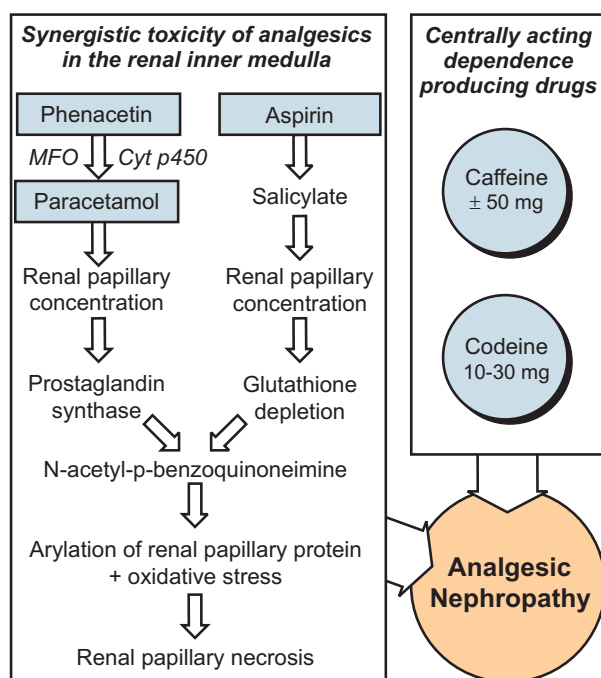 Synergistic toxicity of analgesics
in the renal inner medulla
Phenacetin
MFO Cyt p450
Paracetamol
Renal papillary
concentration
Prostaglandin
synthase
Aspirin
Salicylate
Renal papillary
concentration
Glutathione
depletion
N-acetyl-p-benzoquinoneimine
Arylation of renal papillary protein
+ oxidative stress
Renal papillary necrosis
Centrally acting
dependence
producing drugs
Caffeine
± 50 mg
Codeine
10-30 mg
Analgesic
Nephropathy